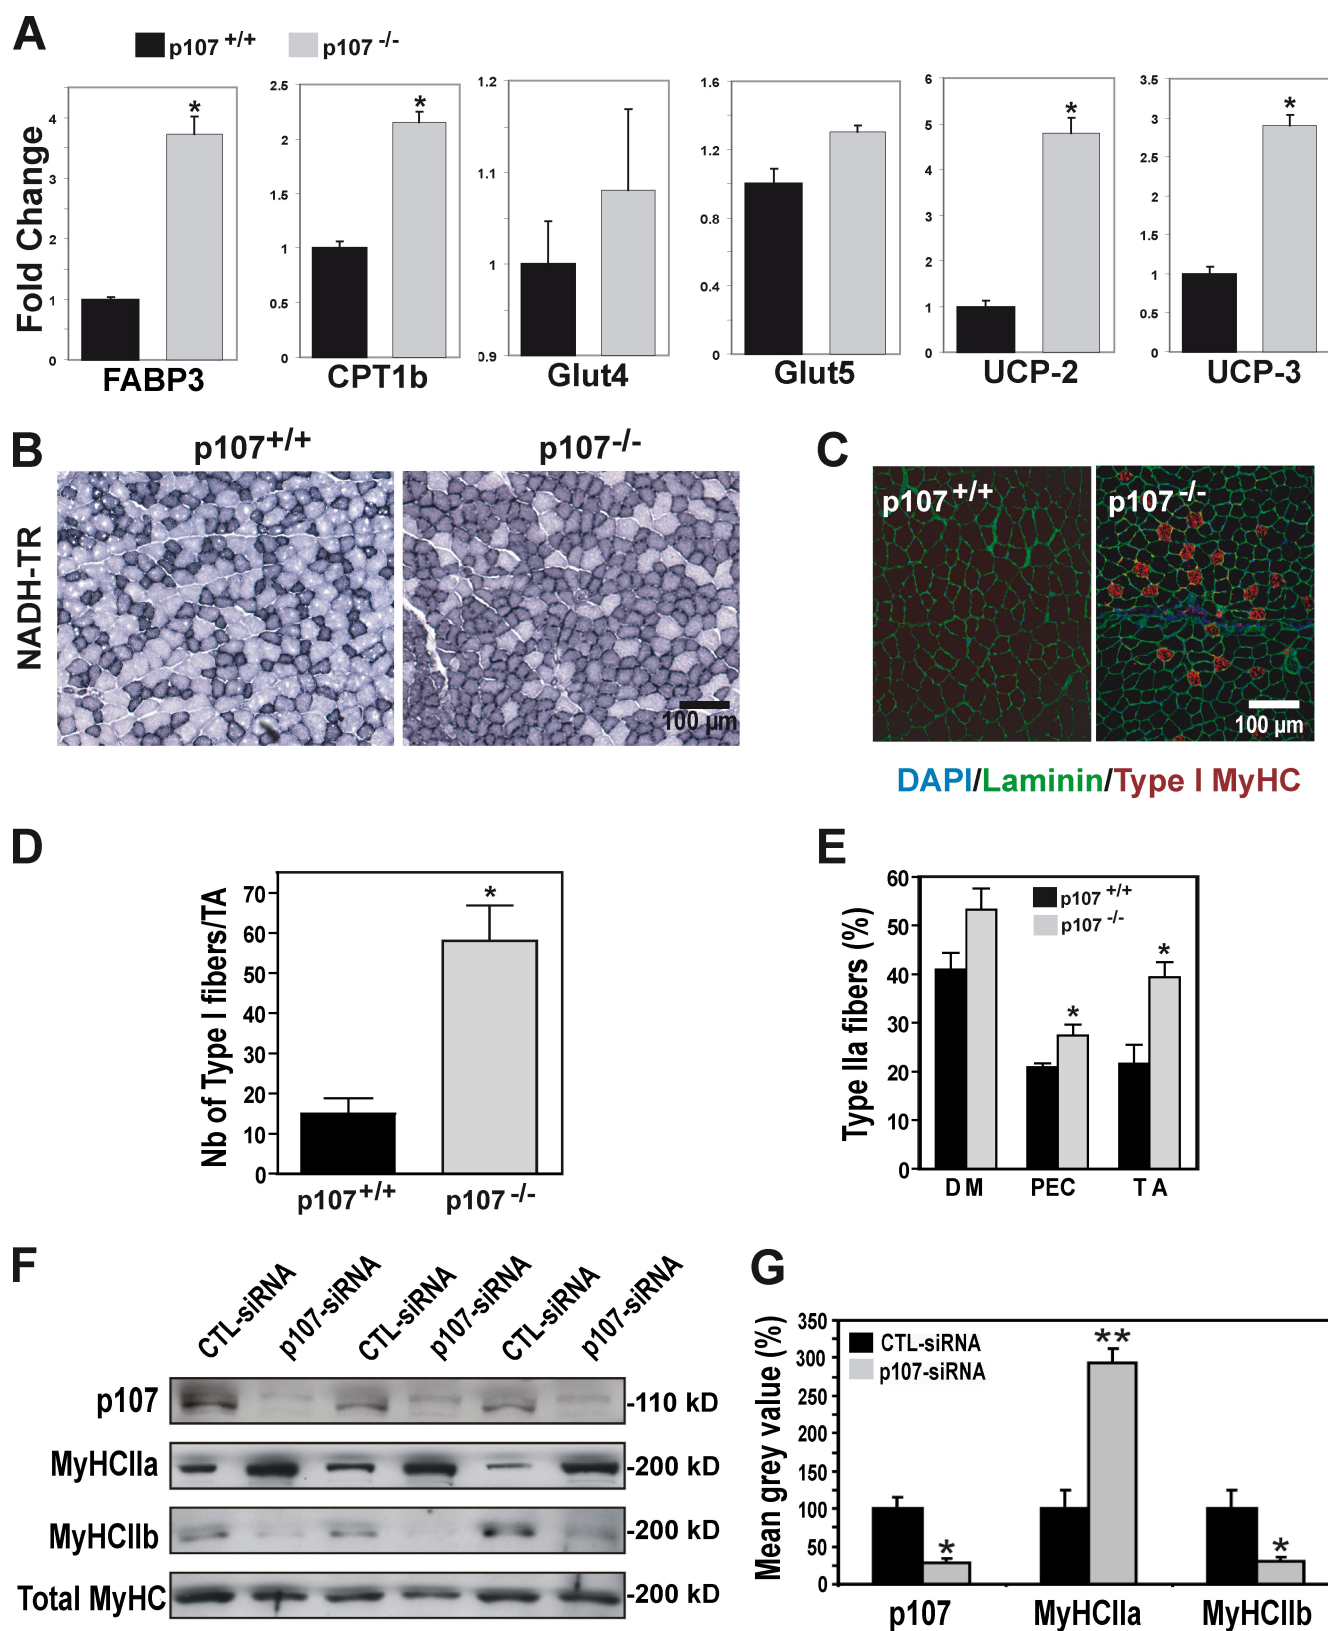 A
p107 +/+ p107 -/-
Fold Change
4
3
2
1
0
FABP3
2.5
2
1.5
1
0.5
0
CPT1b
1.2
1.1
1
0.9
Glut4
1.6
1.2
0.8
0.4
0
Glut5
6
5
4
3
2
1
0
UCP-2
3.5
3
2.5
2
1.5
1
0.5
0
UCP-3
* * * *
B
p107+/+ p107-/-
NADH-TR
100 µm
C
p107 +/+ p107 -/-
100 µm
DAPI/Laminin/Type I MyHC
D
Nb of Type I fibers/TA
70
60
50
40
30
20
10
0
*
p107+/+ p107 -/-
E
Type IIa fibers (%)
60
50
40
30
20
10
0
p107 +/+
p107 -/-
* *
DM PEC TA
F
CTL-siRNA p107-siRNA CTL-siRNA p107-siRNA CTL-siRNA p107-siRNA
p107 -110 kD
MyHCIIa -200 kD
MyHCIIb -200 kD
Total MyHC -200 kD
G
Mean grey value (%)
350
300
250
200
150
100
50
0
CTL-siRNA
p107-siRNA
* ** *
p107 MyHCIIa MyHCIIb